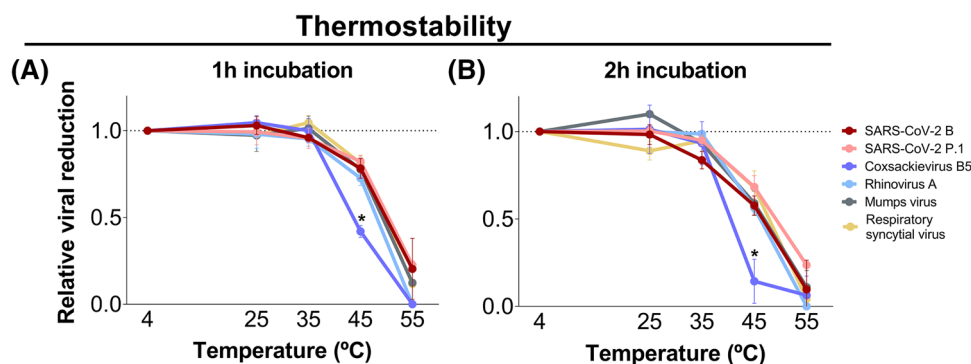 Thermostability
(A)
1h incubation
Relative viral reduction
1.0
0.5
0.0
*
4 25 35 45 55
Temperature (ºC)
(B)
2h incubation
1.0
0.5
0.0
*
4 25 35 45 55
Temperature (ºC)
SARS-CoV-2 B
SARS-CoV-2 P.1
Coxsackievirus B5
Rhinovirus A
Mumps virus
Respiratory
syncytial virus